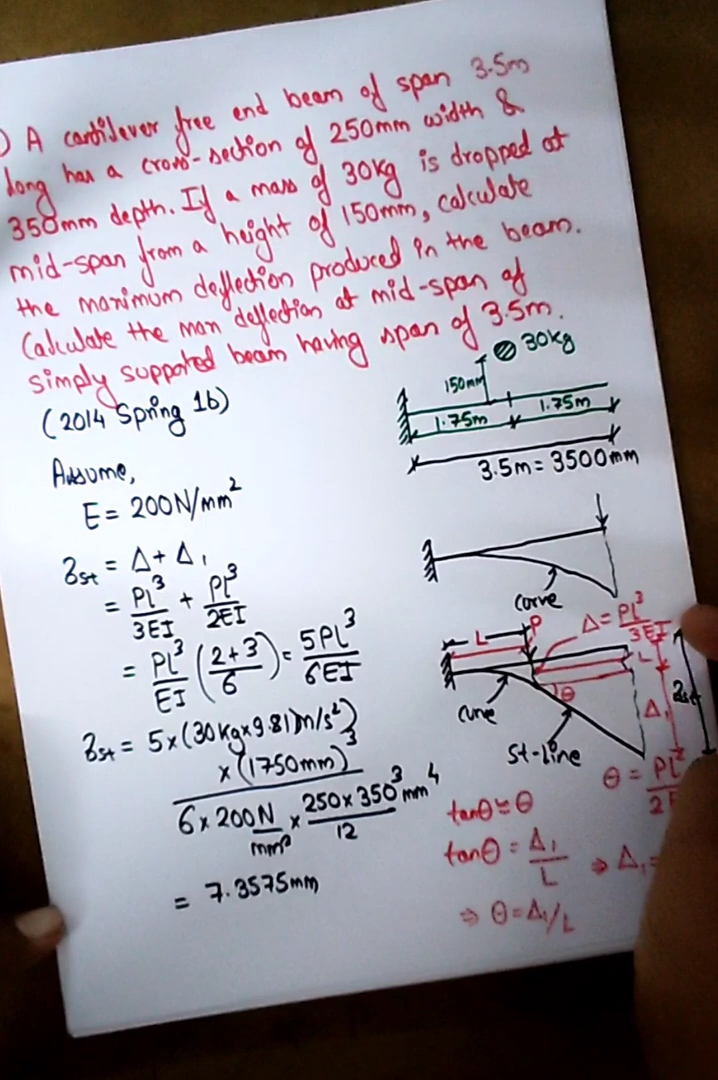 ) A cantilever free end beam of span 3.5m
long has a cross-section of 250mm width &
350mm depth. If a mass of 30kg is dropped at
mid-span from a height of 150mm, calculate
the maximum deflection produced in the beam.
Calculate the max deflection at mid-span of
simply supported beam having span of 3.5m.
(2014 Spring 1b)
30kg
150mm
1.75m 1.75m
3.5m = 3500mm
Assume,
E = 200N/mm²
δst = Δ + Δ₁
= Pl³/3EI + Pl³/2EI
= Pl³/EI (2+3/6) = 5Pl³/6EI
δst = 5×(30kg×9.81)m/s²)
×(1750mm)³
6×200N/mm² × 250×350³/12 mm⁴
= 7.3575mm
curve
L P Δ = Pl³/3EI
L
θ
Δ₁
δst
curve
st-line
θ = Pl²
tanθ ≈ θ
tanθ = Δ₁/L ⇒ Δ₁ =
⇒ θ = Δ₁/L